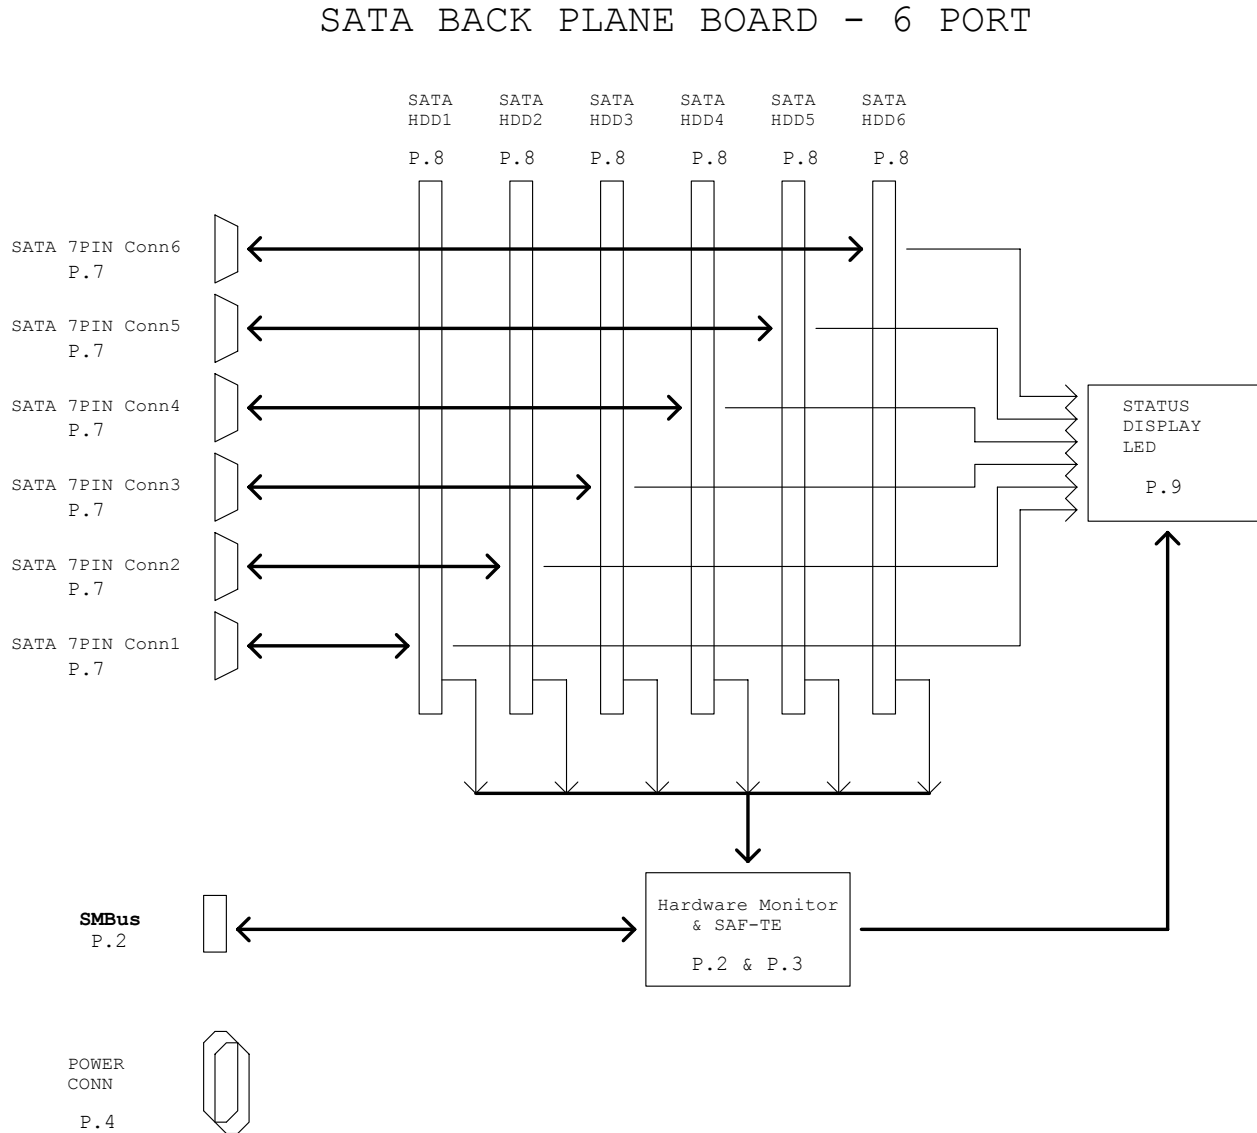 SATA BACK PLANE BOARD - 6 PORT
SATA SATA SATA SATA SATA SATA
HDD1 HDD2 HDD3 HDD4 HDD5 HDD6
P.8 P.8 P.8 P.8 P.8 P.8
SATA 7PIN Conn6
P.7
SATA 7PIN Conn5
P.7
SATA 7PIN Conn4
P.7
SATA 7PIN Conn3
P.7
SATA 7PIN Conn2
P.7
SATA 7PIN Conn1
P.7
STATUS
DISPLAY
LED
P.9
SMBus
P.2
Hardware Monitor
& SAF-TE
P.2 & P.3
POWER
CONN
P.4